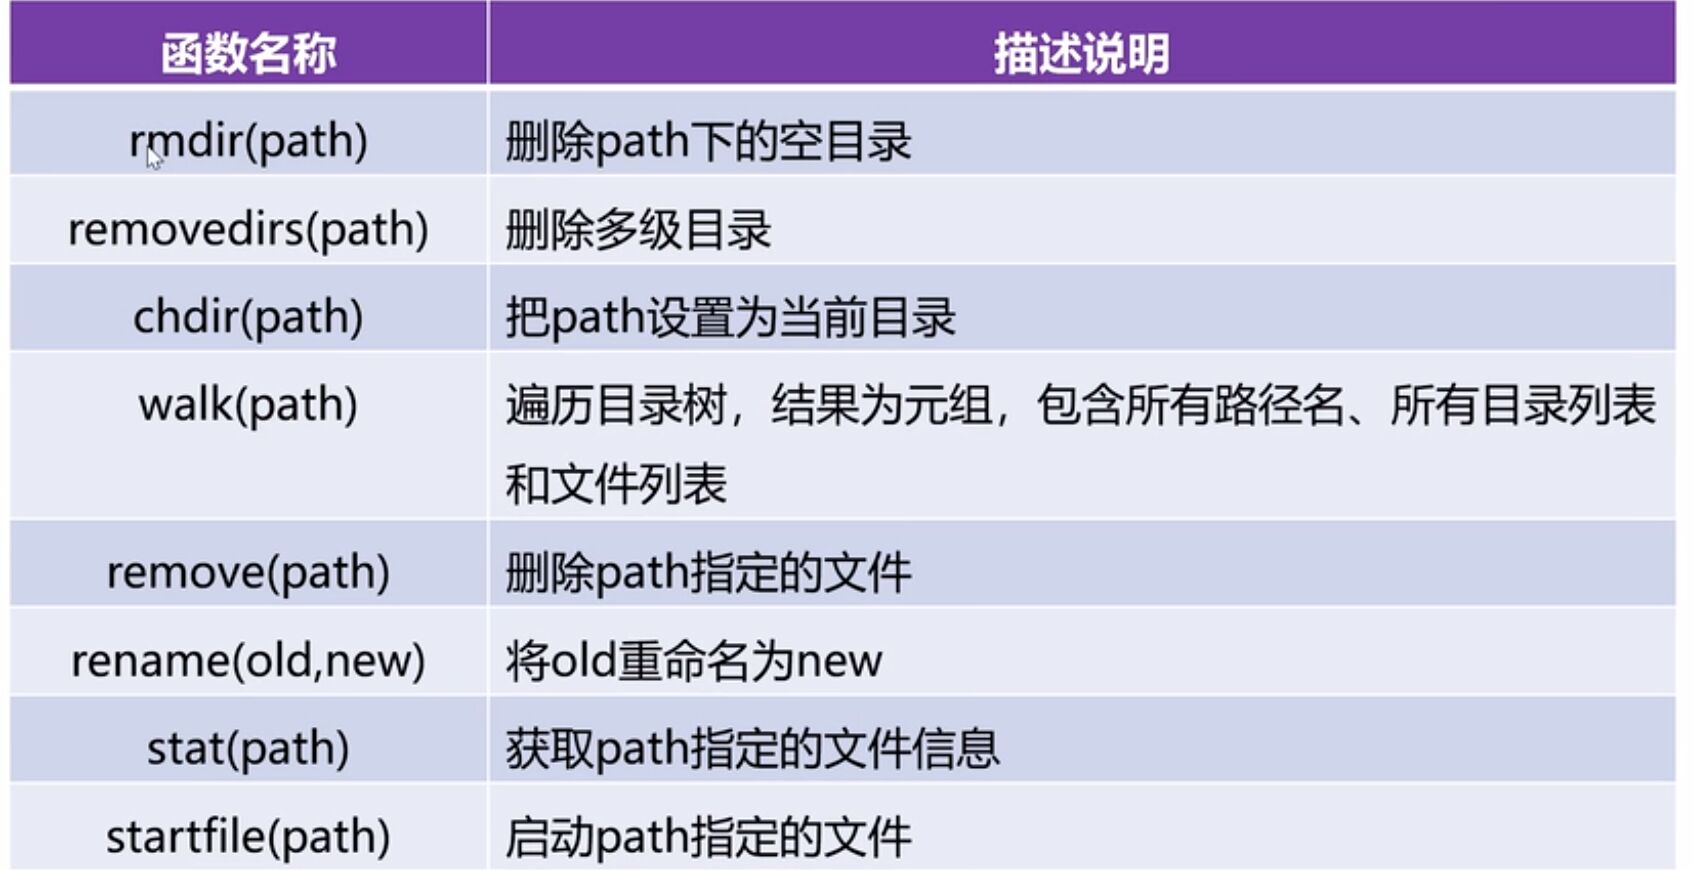 函数名称 描述说明
rmdir(path) 删除path下的空目录
removedirs(path) 删除多级目录
chdir(path) 把path设置为当前目录
walk(path) 遍历目录树，结果为元组，包含所有路径名、所有目录列表
和文件列表
remove(path) 删除path指定的文件
rename(old,new) 将old重命名为new
stat(path) 获取path指定的文件信息
startfile(path) 启动path指定的文件